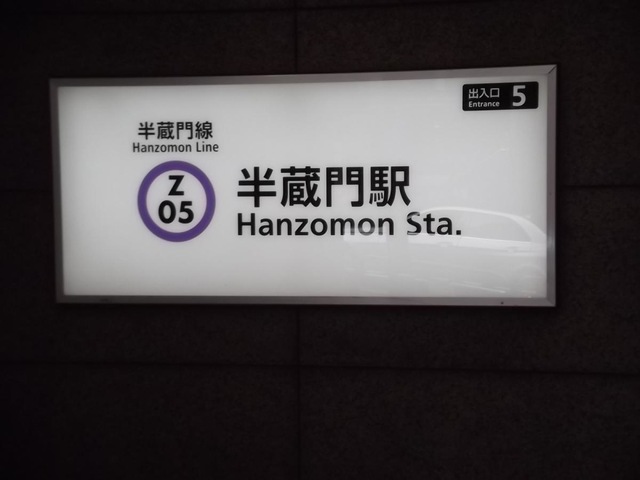 出入口 5
Entrance
半蔵門線
Hanzomon Line
Z
05
半蔵門駅
Hanzomon Sta.